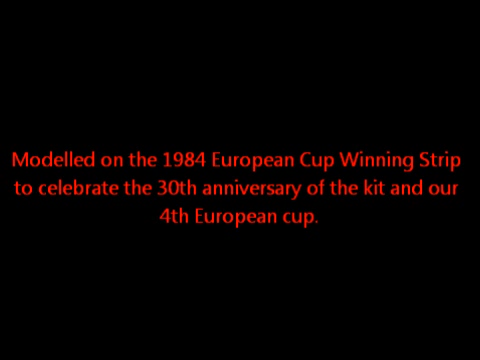 Modelled on the 1984 European Cup Winning Strip
to celebrate the 30th anniversary of the kit and our
4th European cup.